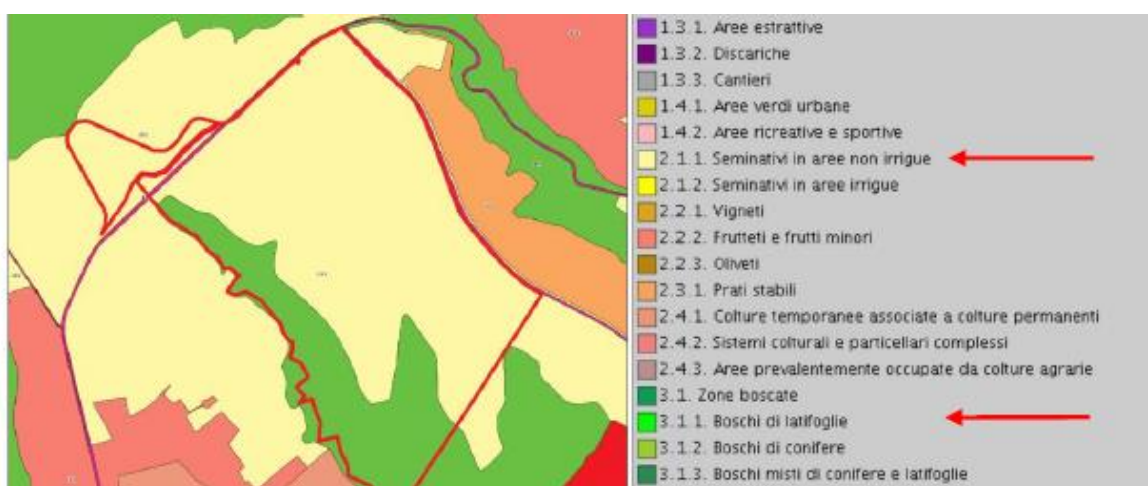 1.3.1. Aree estrattive
1.3.2. Discariche
1.3.3. Cantieri
1.4.1. Aree verdi urbane
1.4.2. Aree ricreative e sportive
2.1.1. Seminativi in aree non irrigue
2.1.2. Seminativi in aree irrigue
2.2.1. Vigneti
2.2.2. Frutteti e frutti minori
2.2.3. Oliveti
2.3.1. Prati stabili
2.4.1. Colture temporanee associate a colture permanenti
2.4.2. Sistemi colturali e particellari complessi
2.4.3. Aree prevalentemente occupate da colture agrarie
3.1. Zone boscate
3.1.1. Boschi di latifoglie
3.1.2. Boschi di conifere
3.1.3. Boschi misti di conifere e latifoglie